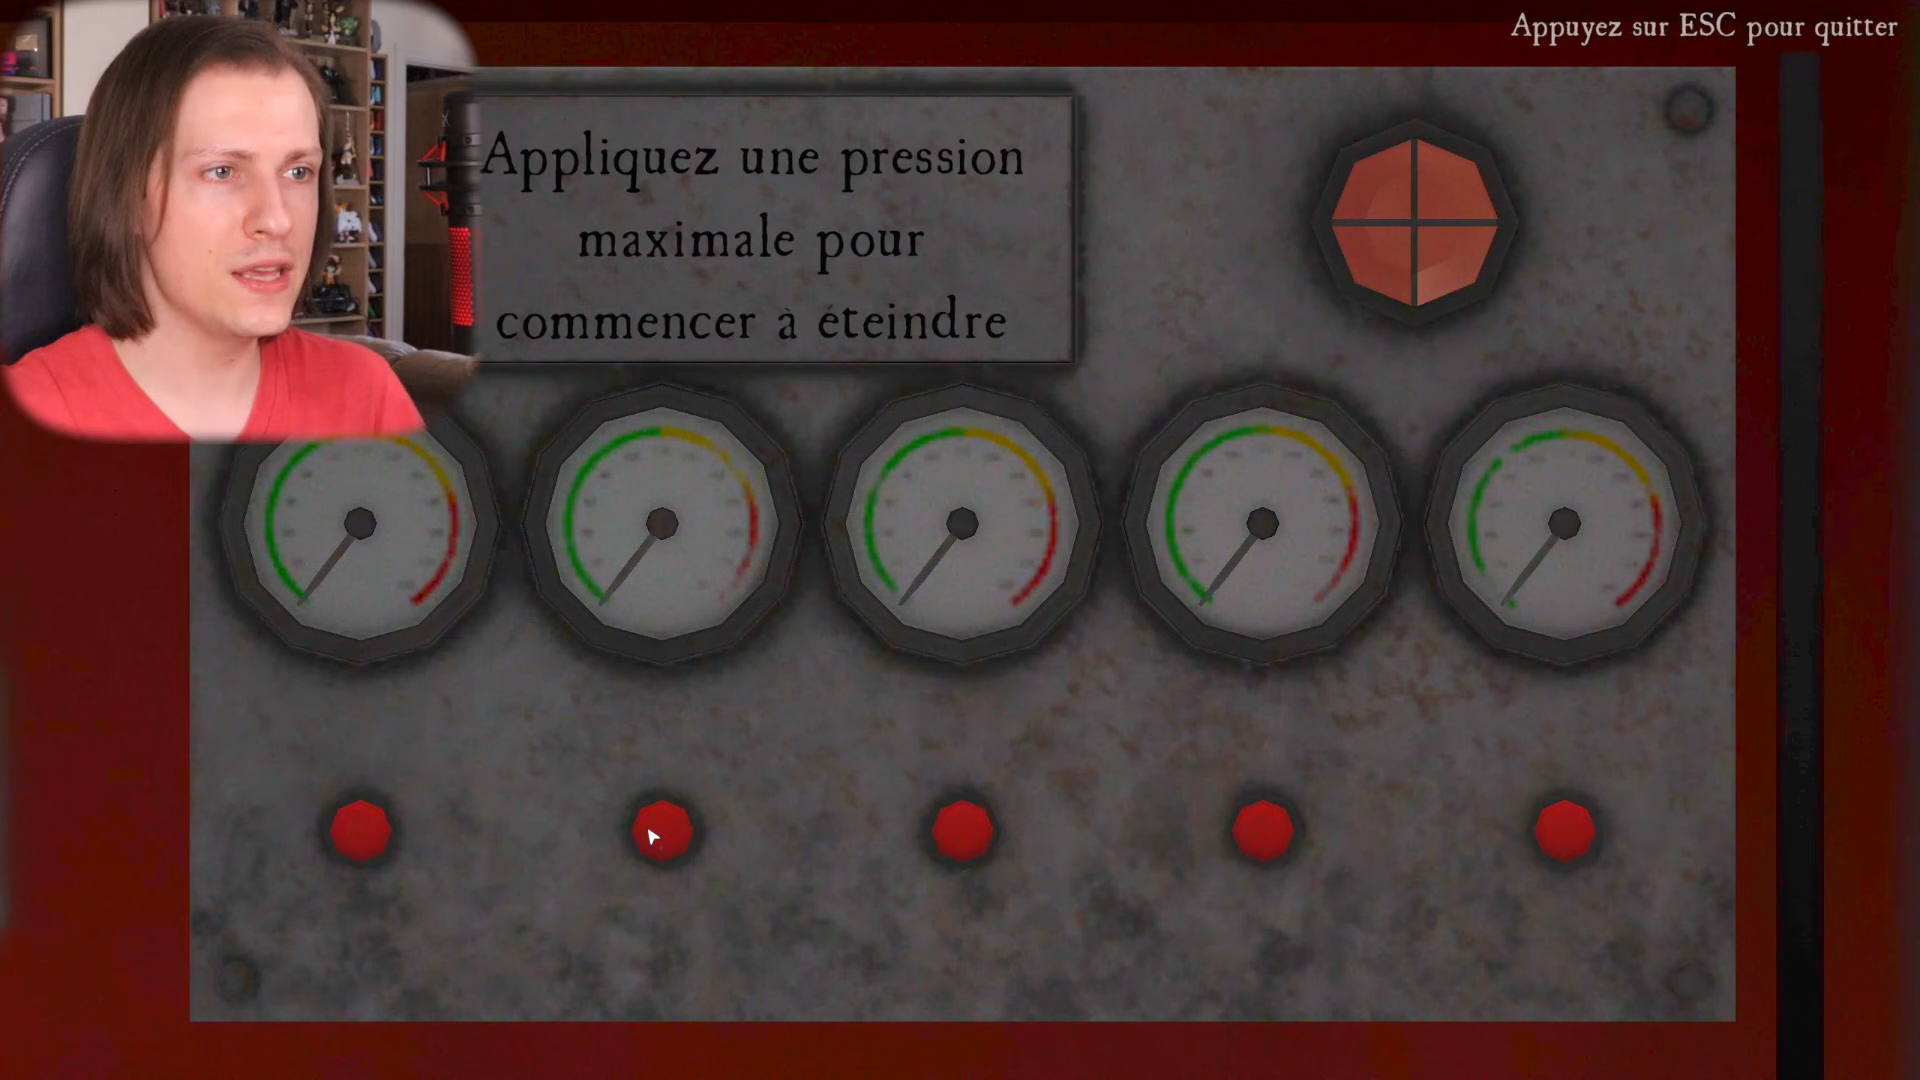 Appuyez sur ESC pour quitter
Appliquez une pression
maximale pour
commencer à éteindre